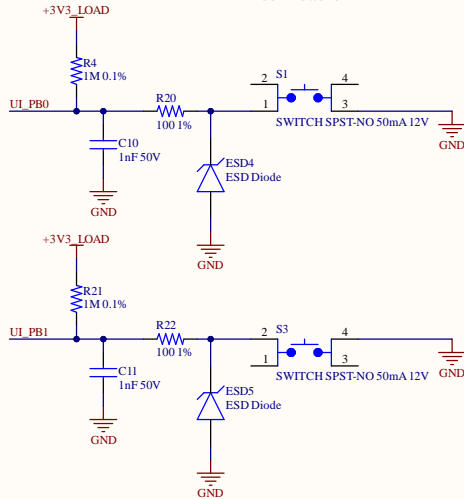 +3V3_LOAD
R4
1M 0.1%
UI_PB0
R20
100 1%
C10
1nF 50V
GND
ESD4
ESD Diode
GND
S1
2
4
1
3
SWITCH SPST-NO 50mA 12V
GND
+3V3_LOAD
R21
1M 0.1%
UI_PB1
R22
100 1%
C11
1nF 50V
GND
ESD5
ESD Diode
GND
S3
2
4
1
3
SWITCH SPST-NO 50mA 12V
GND